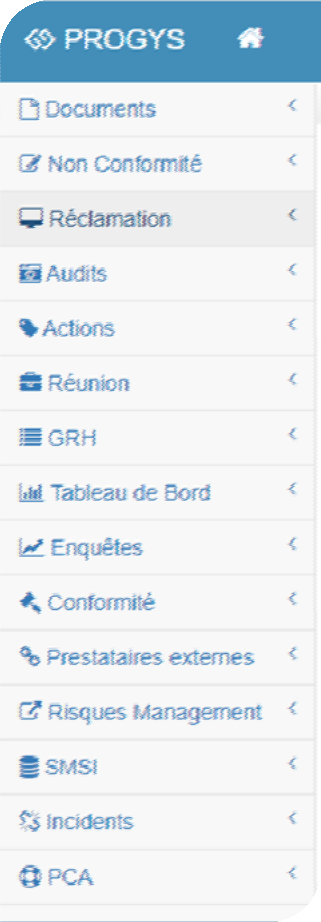 PROGYS
Documents
Non Conformité
Réclamation
Audits
Actions
Réunion
GRH
Tableau de Bord
Enquêtes
Conformité
Prestataires externes
Risques Management
SMSI
Incidents
PCA